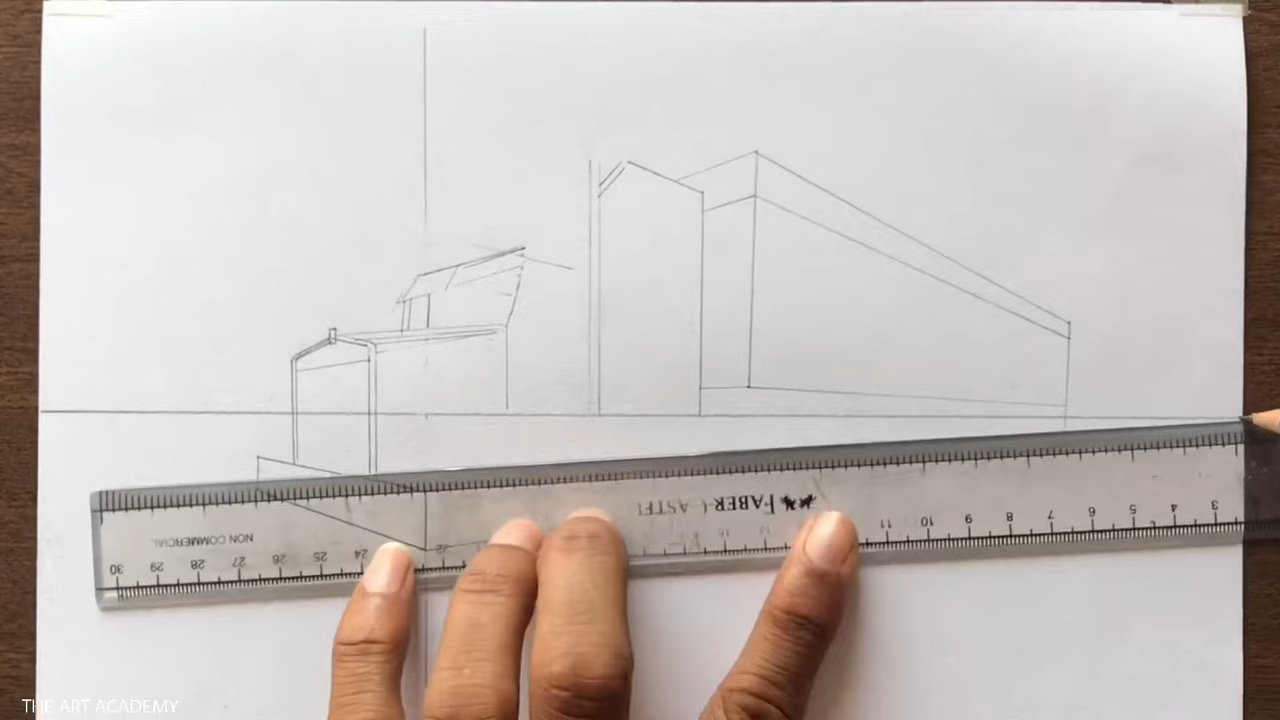 FABER-CASTELL
NON COMMERCIAL
30 29 28 27 26 25 24 22 11 10 9 8 7 6 5 4 3
THE ART ACADEMY